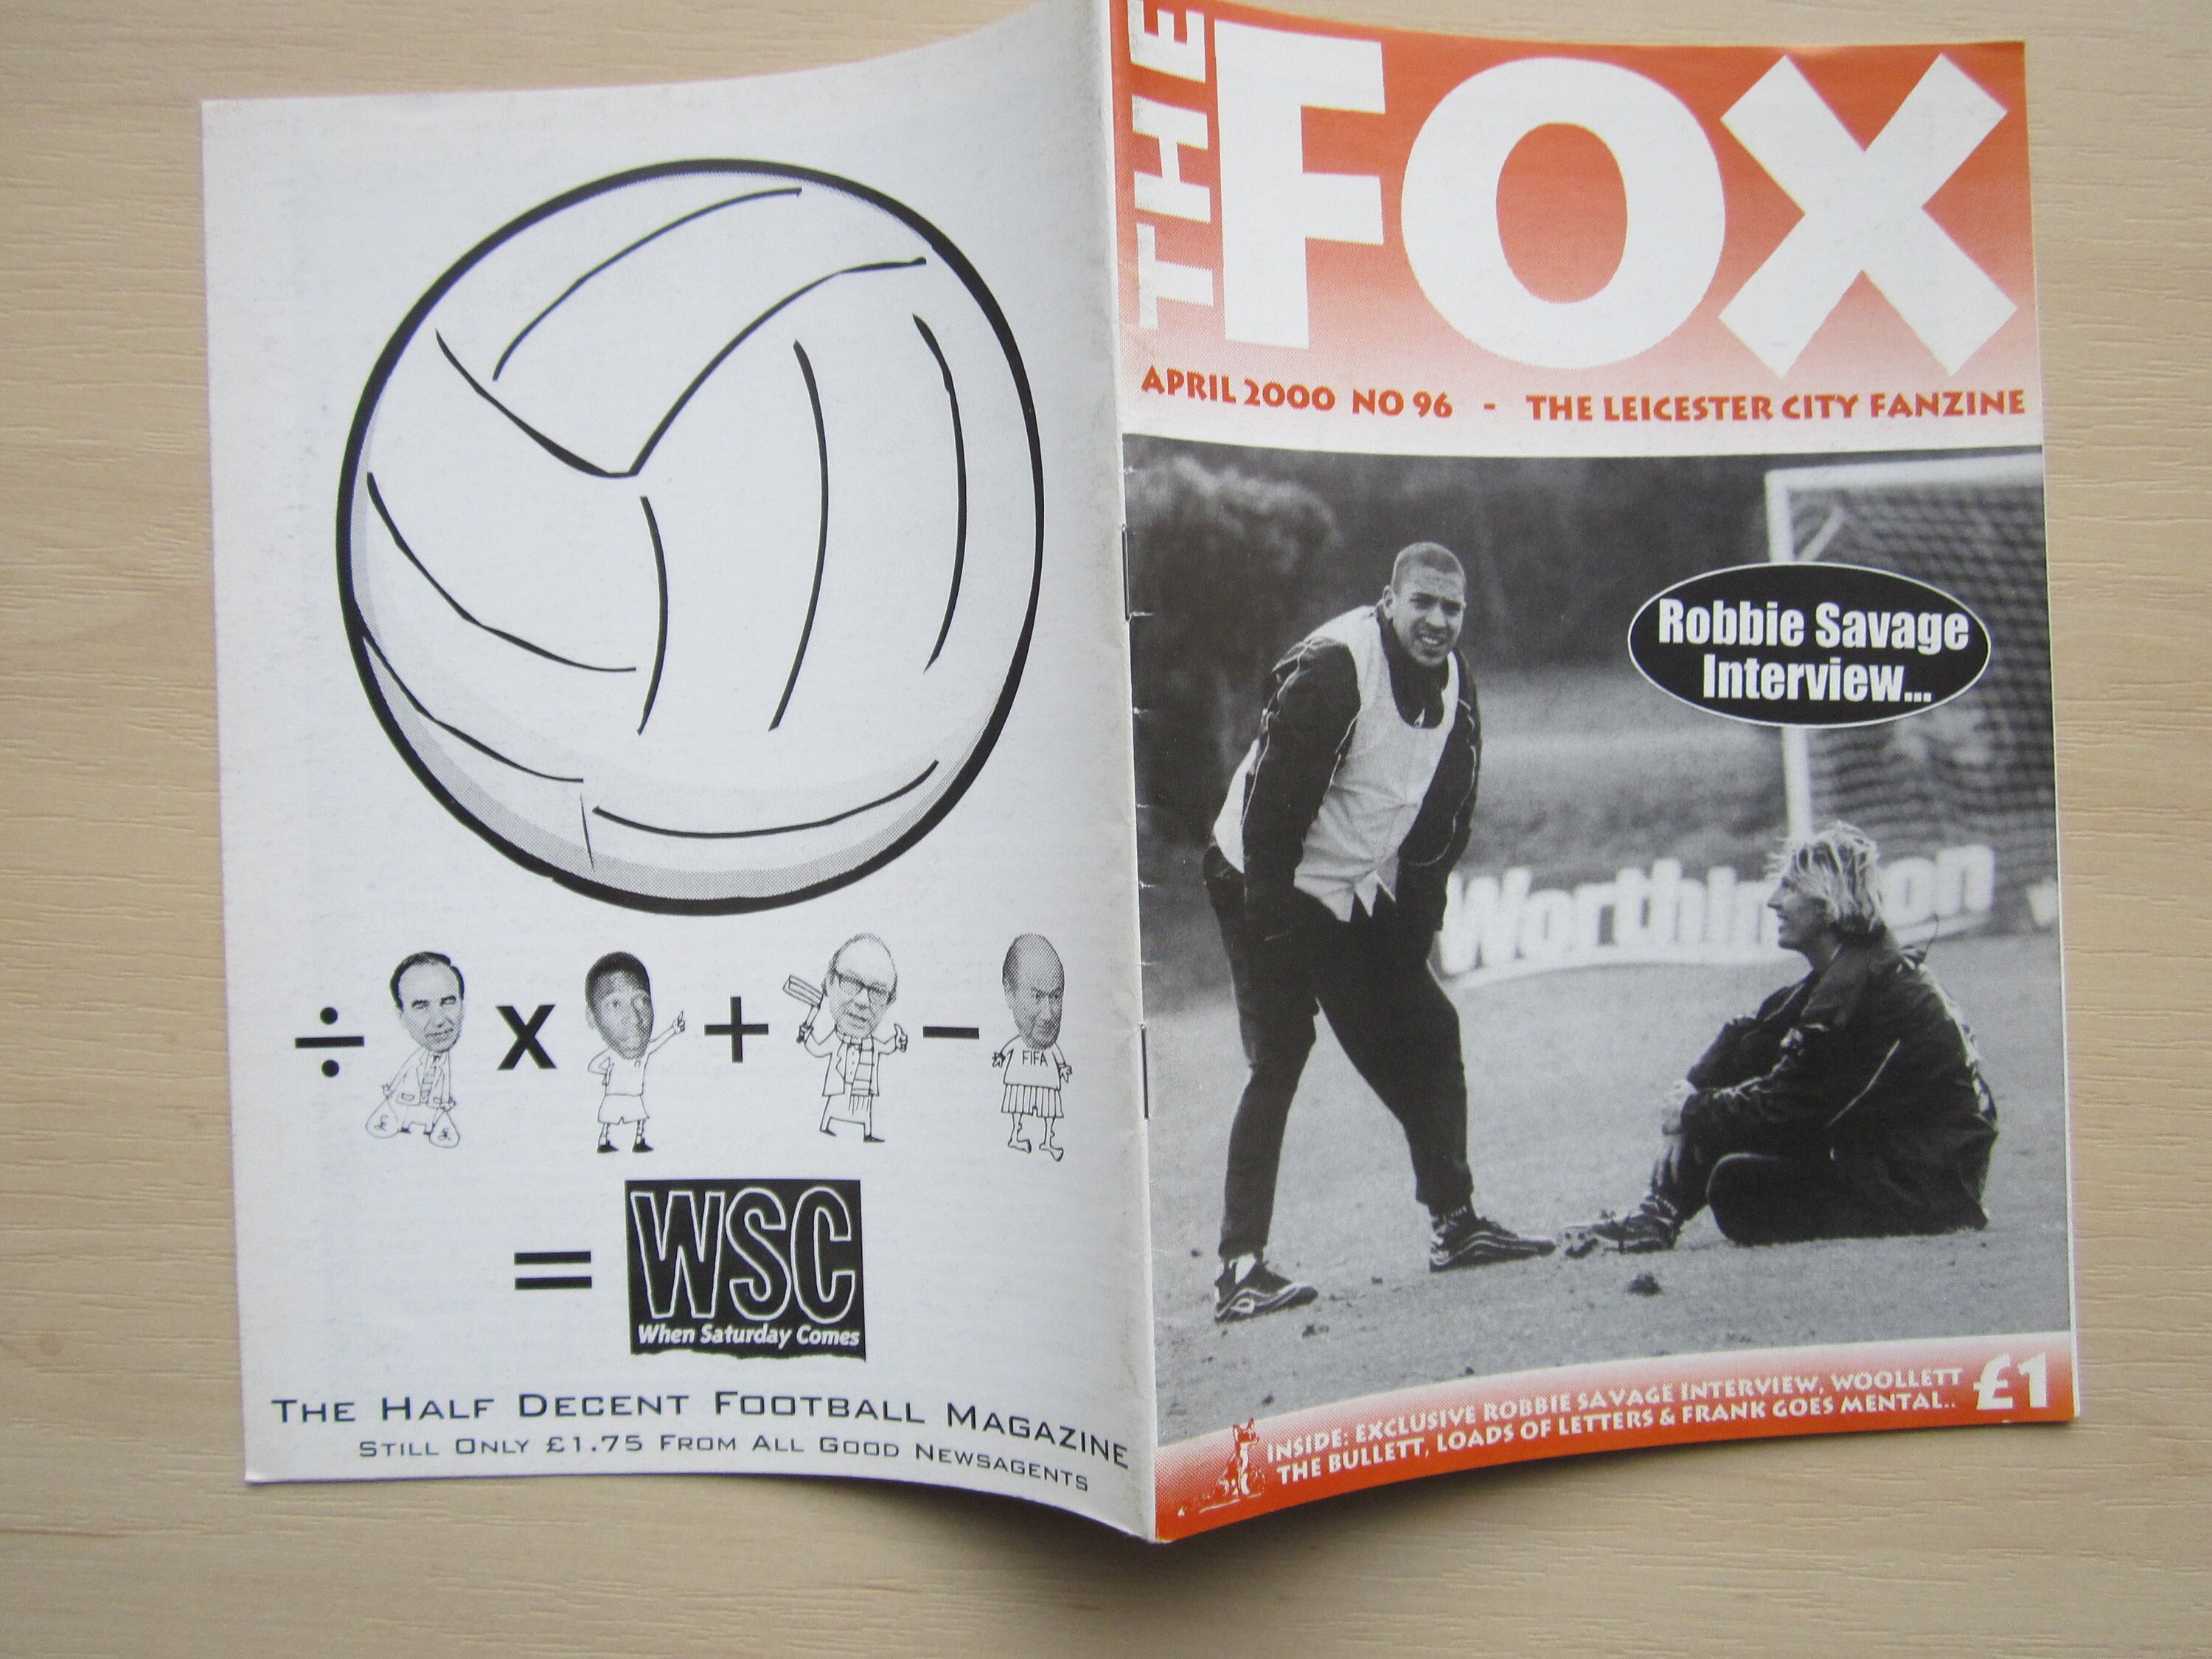 ÷ x + −
£ £
FIFA
= WSC
When Saturday Comes
The Half Decent Football Magazine
Still Only £1.75 From All Good Newsagents
THE FOX
APRIL 2000 NO 96 - THE LEICESTER CITY FANZINE
Robbie Savage
Interview...
Worthington
INSIDE: EXCLUSIVE ROBBIE SAVAGE INTERVIEW, WOOLLETT
THE BULLETT, LOADS OF LETTERS & FRANK GOES MENTAL..
£1